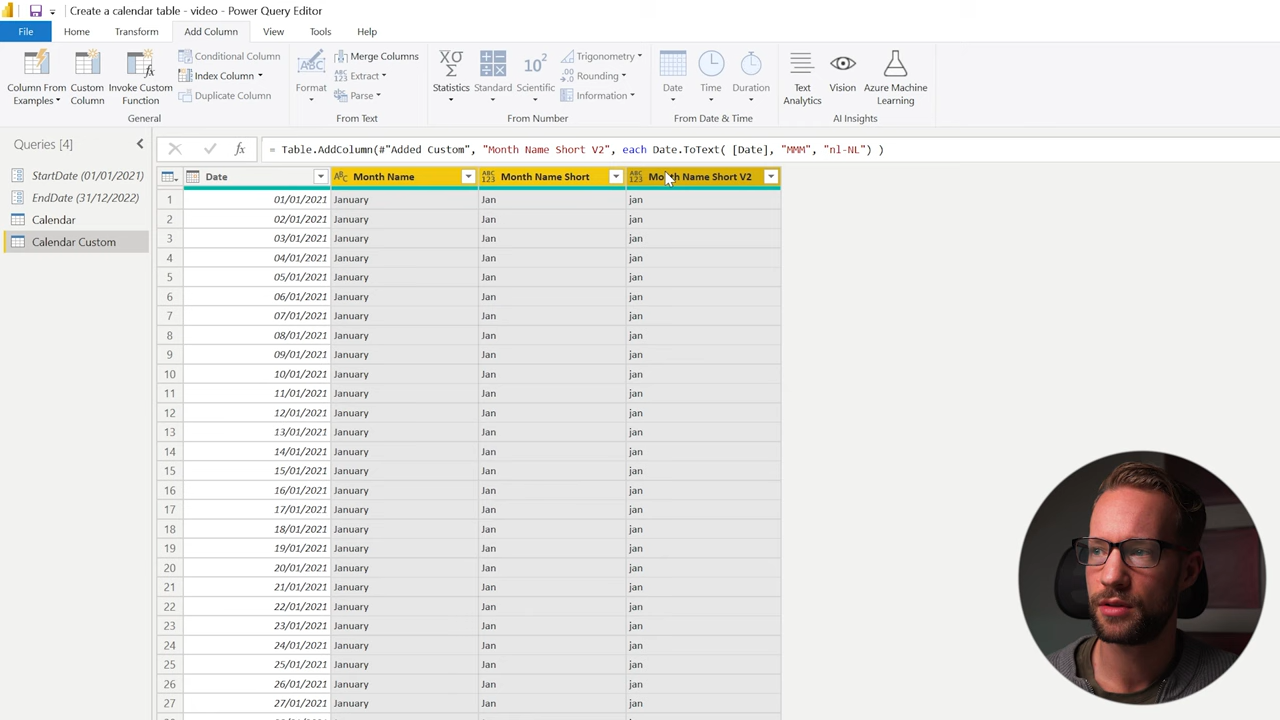 Create a calendar table - video - Power Query Editor
File Home Transform Add Column View Tools Help
Column From Examples
Custom Column
Invoke Custom Function
Conditional Column
Index Column
Duplicate Column
General
Format
Merge Columns
Extract
Parse
From Text
Statistics
Standard
Scientific
Trigonometry
Rounding
Information
From Number
Date
Time
Duration
From Date & Time
Text Analytics
Vision
Azure Machine Learning
AI Insights
Queries [4]
StartDate (01/01/2021)
EndDate (31/12/2022)
Calendar
Calendar Custom
= Table.AddColumn(#"Added Custom", "Month Name Short V2", each Date.ToText( [Date], "MMM", "nl-NL") )
Date Month Name Month Name Short Month Name Short V2
1 01/01/2021 January Jan jan
2 02/01/2021 January Jan jan
3 03/01/2021 January Jan jan
4 04/01/2021 January Jan jan
5 05/01/2021 January Jan jan
6 06/01/2021 January Jan jan
7 07/01/2021 January Jan jan
8 08/01/2021 January Jan jan
9 09/01/2021 January Jan jan
10 10/01/2021 January Jan jan
11 11/01/2021 January Jan jan
12 12/01/2021 January Jan jan
13 13/01/2021 January Jan jan
14 14/01/2021 January Jan jan
15 15/01/2021 January Jan jan
16 16/01/2021 January Jan jan
17 17/01/2021 January Jan jan
18 18/01/2021 January Jan jan
19 19/01/2021 January Jan jan
20 20/01/2021 January Jan jan
21 21/01/2021 January Jan jan
22 22/01/2021 January Jan jan
23 23/01/2021 January Jan jan
24 24/01/2021 January Jan jan
25 25/01/2021 January Jan jan
26 26/01/2021 January Jan jan
27 27/01/2021 January Jan jan